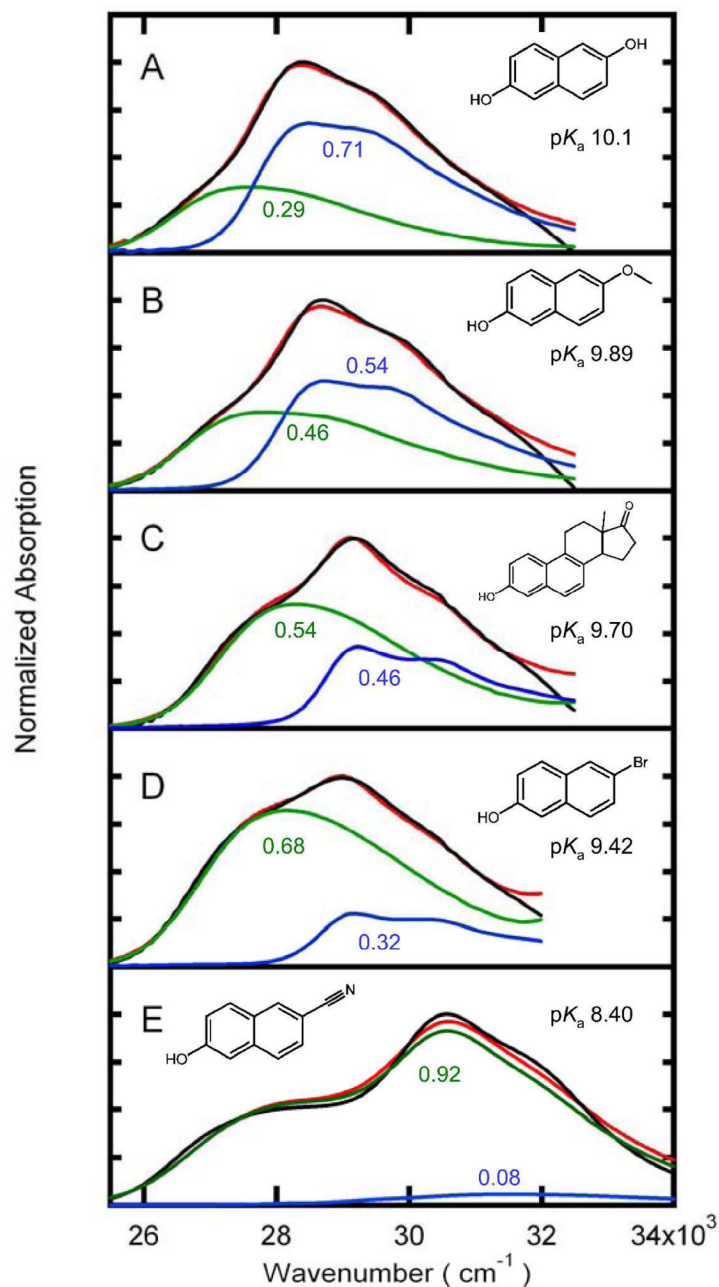 A
OH
HO
pKa 10.1
0.71
0.29
B
O
HO
pKa 9.89
0.54
0.46
Normalized Absorption
C
O
HO
pKa 9.70
0.54
0.46
D
Br
HO
pKa 9.42
0.68
0.32
E
N
HO
pKa 8.40
0.92
0.08
26 28 30 32 34x10³
Wavenumber ( cm⁻¹ )